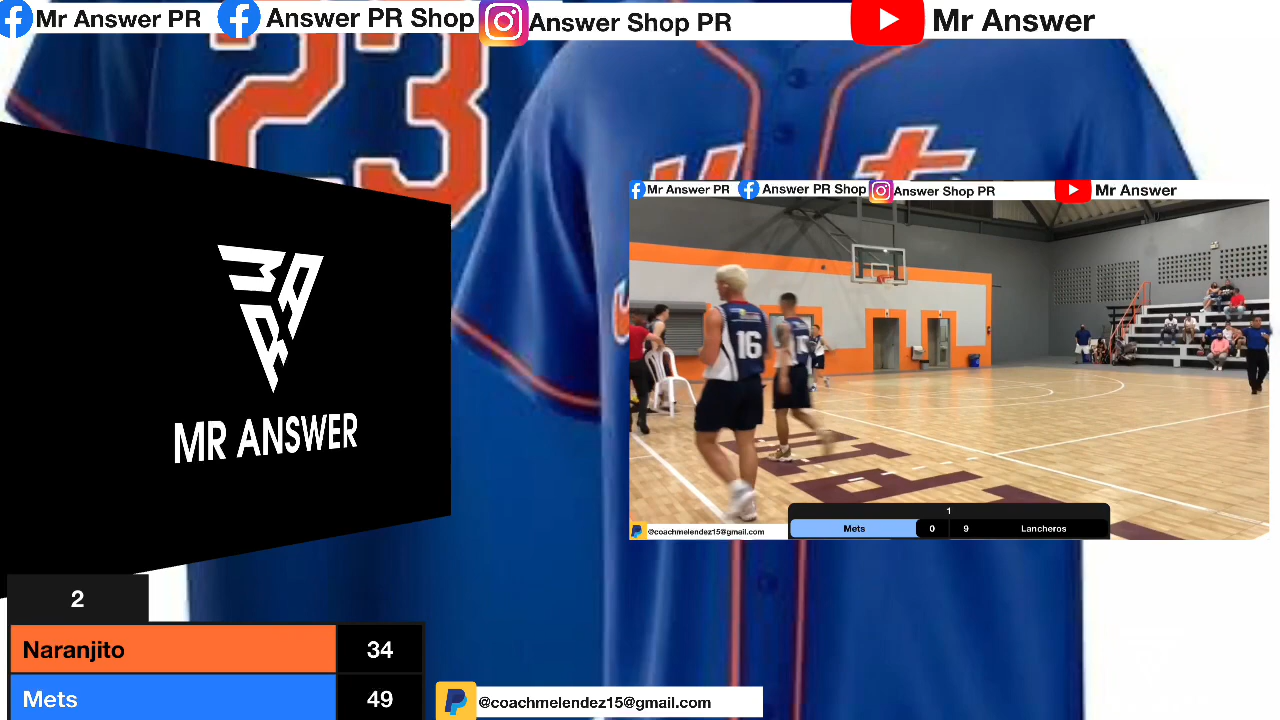 Mr Answer PR
Answer PR Shop
Answer Shop PR
Mr Answer
23
Mr Answer PR
Answer PR Shop
Answer Shop PR
Mr Answer
16
MR ANSWER
@coachmelendez15@gmail.com
1
Mets 0 9 Lancheros
2
Naranjito 34
Mets 49
@coachmelendez15@gmail.com